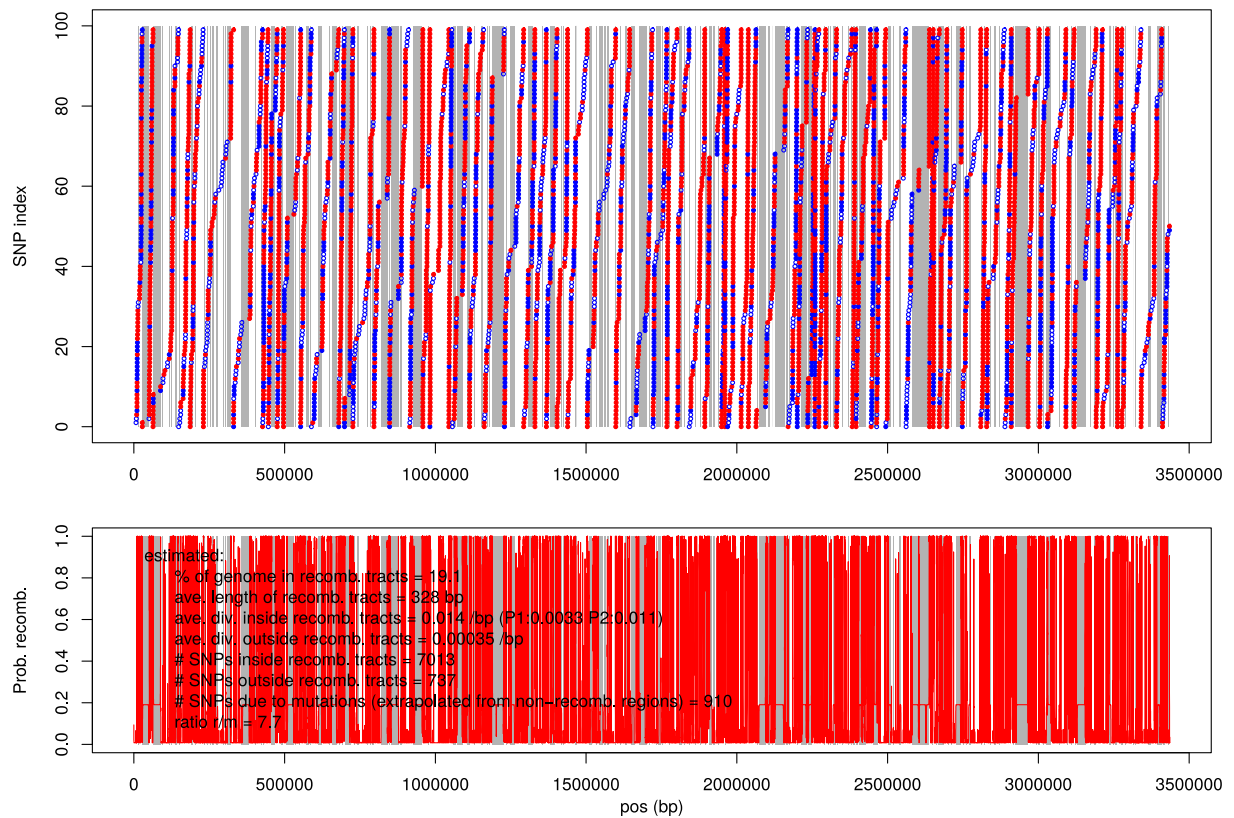 100
80
60
40
20
0
SNP index
0 500000 1000000 1500000 2000000 2500000 3000000 3500000
1.0
0.8
0.6
0.4
0.2
0.0
Prob. recomb.
estimated:
% of genome in recomb. tracts = 19.1
ave. length of recomb. tracts = 328 bp
ave. div. inside recomb. tracts = 0.014 /bp (P1:0.0033 P2:0.011)
ave. div. outside recomb. tracts = 0.00035 /bp
# SNPs inside recomb. tracts = 7013
# SNPs outside recomb. tracts = 737
# SNPs due to mutations (extrapolated from non−recomb. regions) = 910
ratio r/m = 7.7
0 500000 1000000 1500000 2000000 2500000 3000000 3500000
pos (bp)